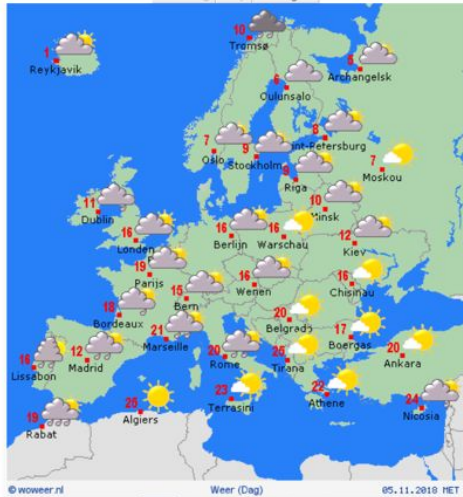 10
Tromsø
1
Reykjavik
6
Archangelsk
6
Oulunsalo
8
int-Petersburg
7
Oslo
9
Stockholm
7
Moskou
9
Riga
10
Minsk
11
Dublin
16
Londen
16
Berlijn
16
Warschau
12
Kiev
19
Parijs
16
Wenen
16
Chisinau
15
Bern
18
Bordeaux
20
Belgrado
17
Boergas
21
Marseille
20
Rome
Tirana
20
Ankara
16
Lissabon
12
Madrid
23
Terrasini
22
Athene
24
Nicosia
19
Rabat
25
Algiers
© woweer.nl
Weer (Dag)
05.11.2018 MET